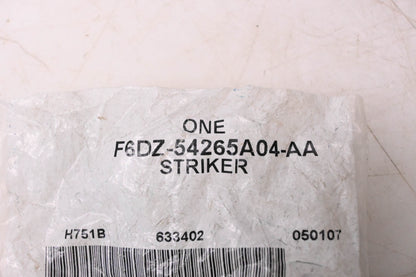 ONE
F6DZ-54265A04-AA
STRIKER
H751B 633402 050107